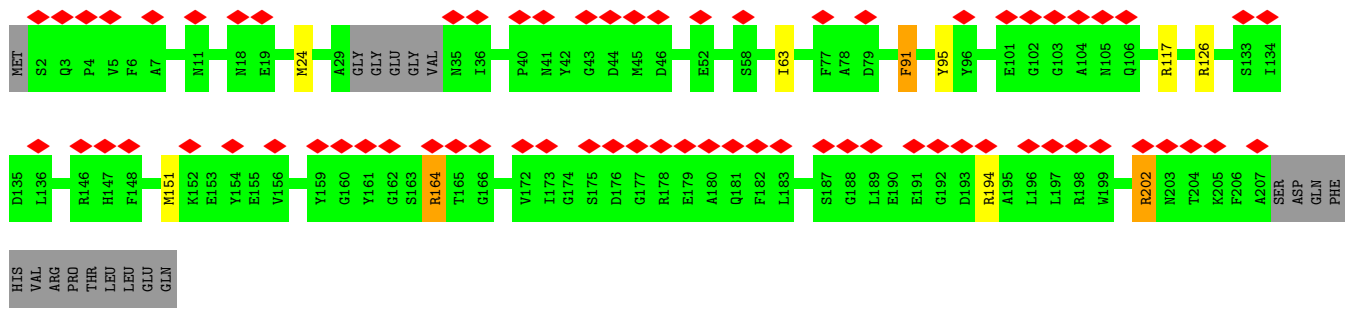 MET S2 Q3 P4 V5 F6 A7 N11 N18 E19 M24 A29 GLY GLY GLU GLY VAL N35 I36 P40 N41 Y42 G43 D44 M45 D46 E52 S58 I63 F77 A78 D79 F91 Y95 Y96 E101 G102 G103 A104 N105 Q106 R117 R126 S133 I134
D135 L136 R146 H147 F148 M151 K152 E153 Y154 E155 V156 Y159 G160 Y161 G162 S163 R164 T165 G166 V172 I173 G174 S175 D176 G177 R178 E179 A180 Q181 F182 L183 S187 G188 L189 E190 E191 G192 D193 R194 A195 L196 L197 R198 W199 R202 N203 T204 K205 F206 A207 SER ASP GLN PHE
HIS VAL ARG PRO THR LEU LEU GLU GLN